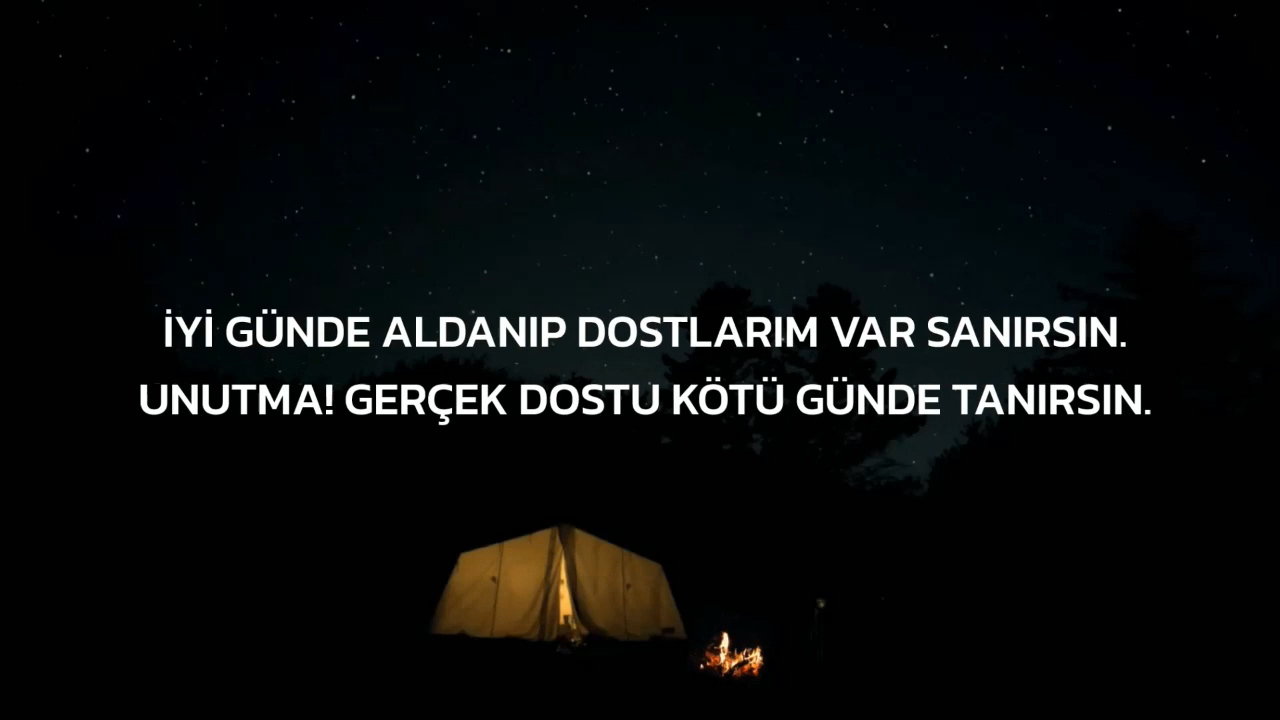 İYİ GÜNDE ALDANIP DOSTLARIM VAR SANIRSIN.
UNUTMA! GERÇEK DOSTU KÖTÜ GÜNDE TANIRSIN.